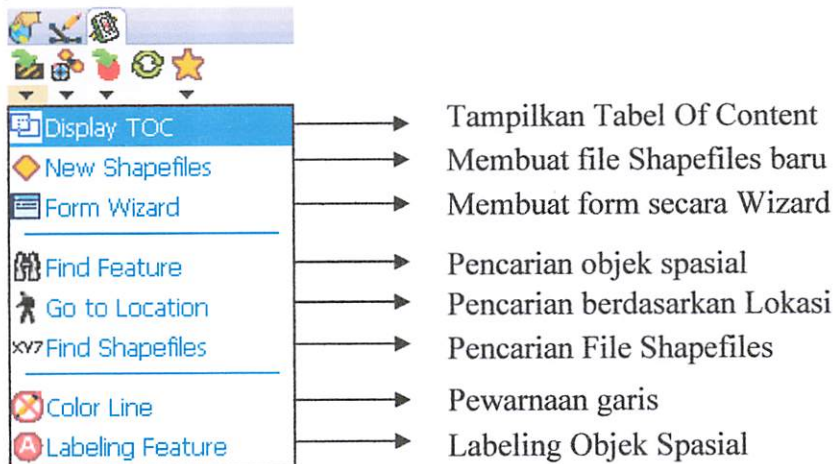 Display TOC Tampilkan Tabel Of Content
New Shapefiles Membuat file Shapefiles baru
Form Wizard Membuat form secara Wizard
Find Feature Pencarian objek spasial
Go to Location Pencarian berdasarkan Lokasi
XYZ Find Shapefiles Pencarian File Shapefiles
Color Line Pewarnaan garis
A Labeling Feature Labeling Objek Spasial